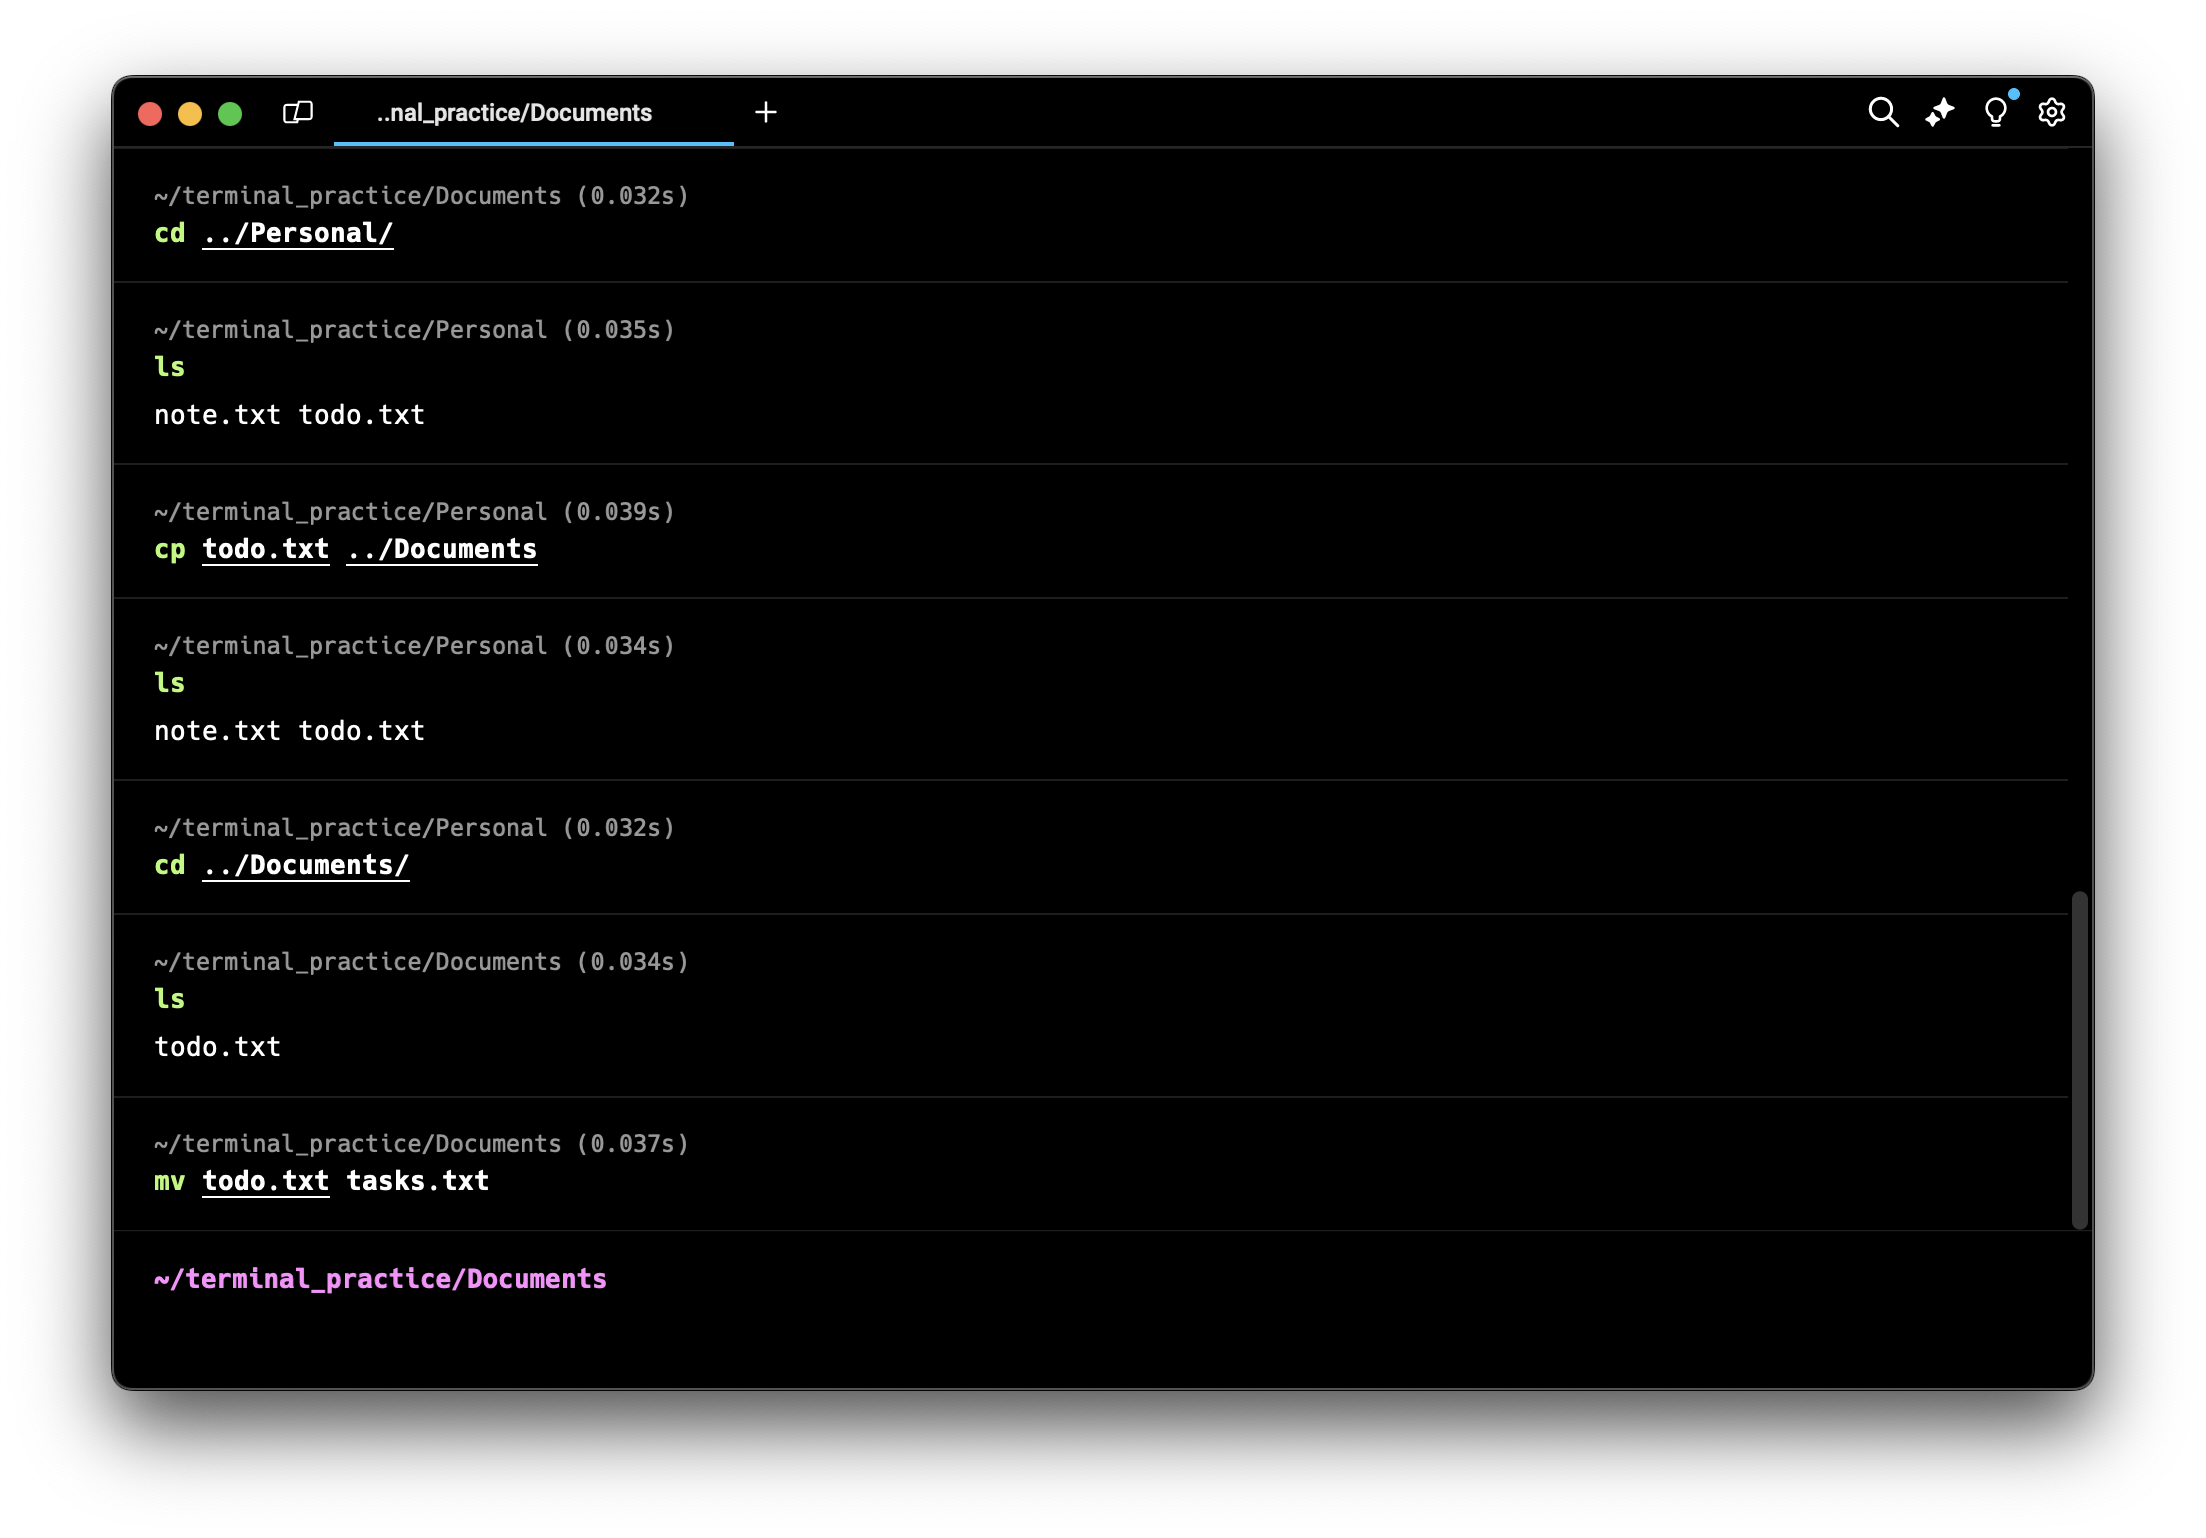 ..nal_practice/Documents
~/terminal_practice/Documents (0.032s)
cd ../Personal/
~/terminal_practice/Personal (0.035s)
ls
note.txt todo.txt
~/terminal_practice/Personal (0.039s)
cp todo.txt ../Documents
~/terminal_practice/Personal (0.034s)
ls
note.txt todo.txt
~/terminal_practice/Personal (0.032s)
cd ../Documents/
~/terminal_practice/Documents (0.034s)
ls
todo.txt
~/terminal_practice/Documents (0.037s)
mv todo.txt tasks.txt
~/terminal_practice/Documents